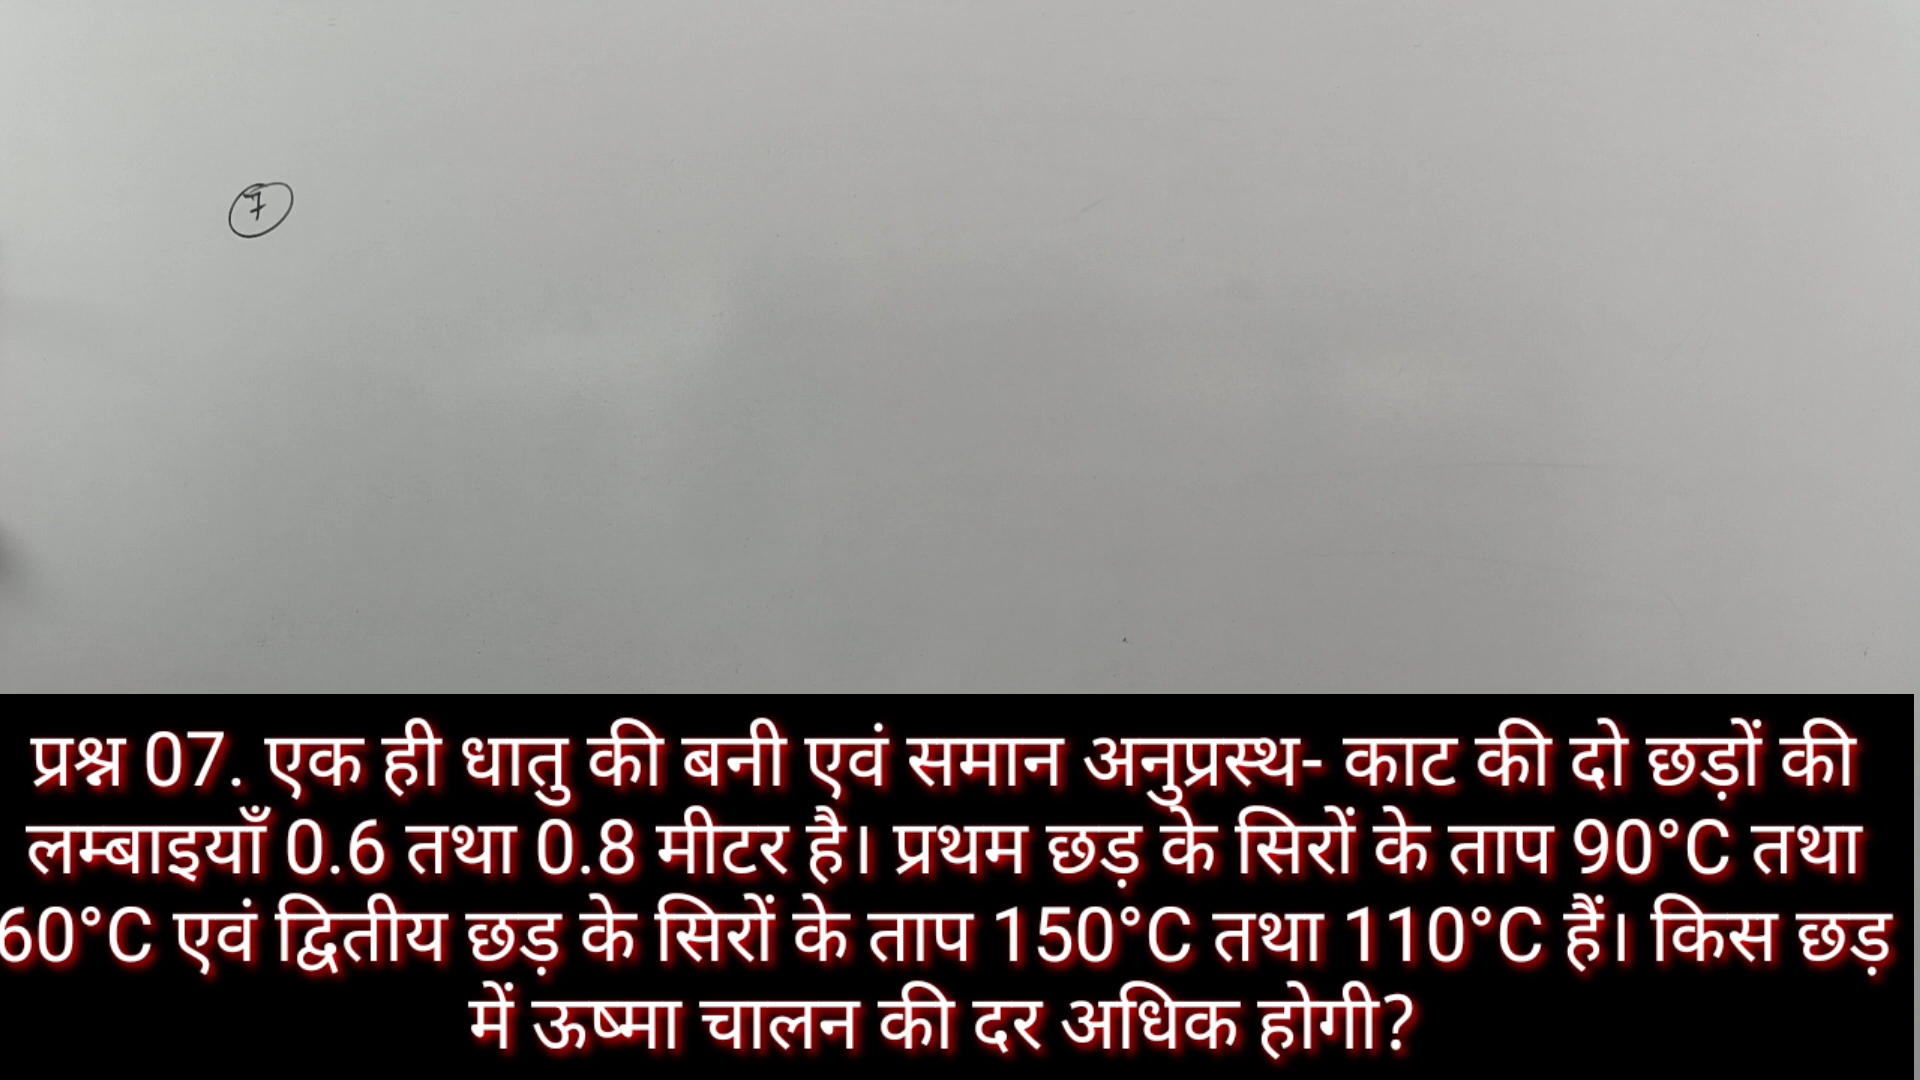 7
प्रश्न 07. एक ही धातु की बनी एवं समान अनुप्रस्थ- काट की दो छड़ों की
लम्बाइयाँ 0.6 तथा 0.8 मीटर है। प्रथम छड़ के सिरों के ताप 90°C तथा
60°C एवं द्वितीय छड़ के सिरों के ताप 150°C तथा 110°C हैं। किस छड़
में ऊष्मा चालन की दर अधिक होगी?